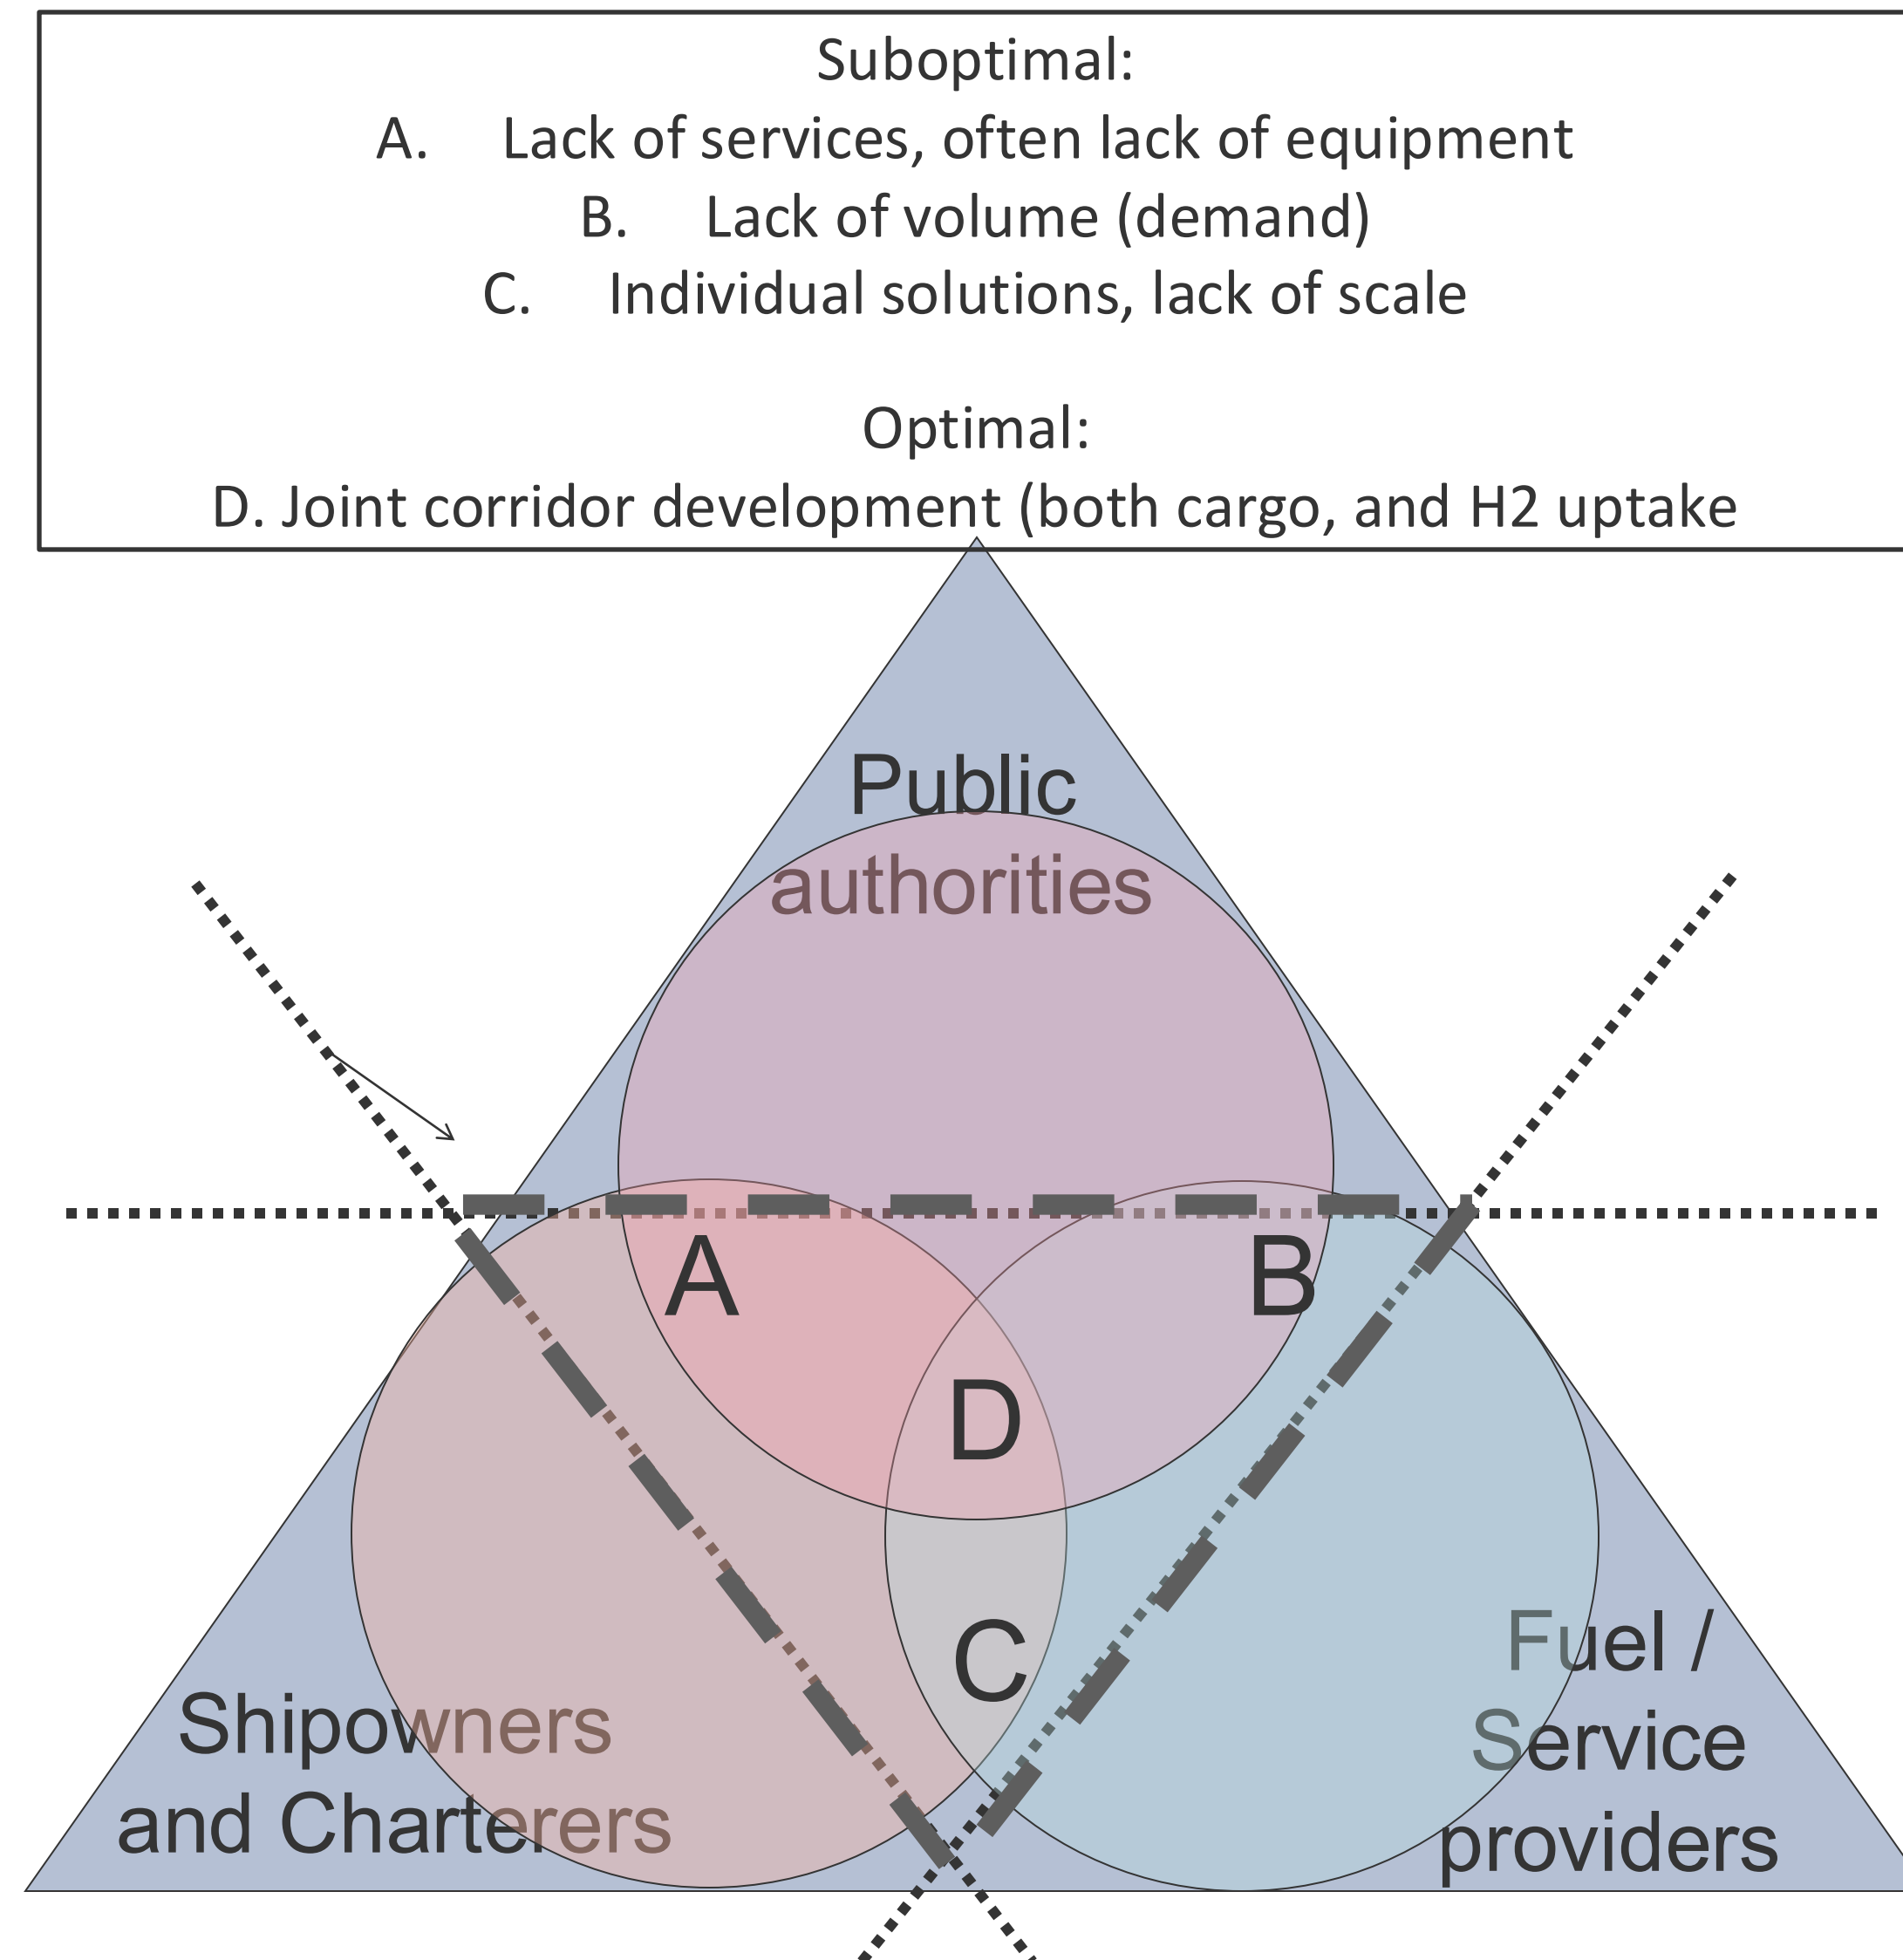 Suboptimal:
A. Lack of services, often lack of equipment
B. Lack of volume (demand)
C. Individual solutions, lack of scale
Optimal:
D. Joint corridor development (both cargo, and H2 uptake
Public
authorities
A
B
D
C
Shipowners
and Charterers
Fuel /
Service
providers